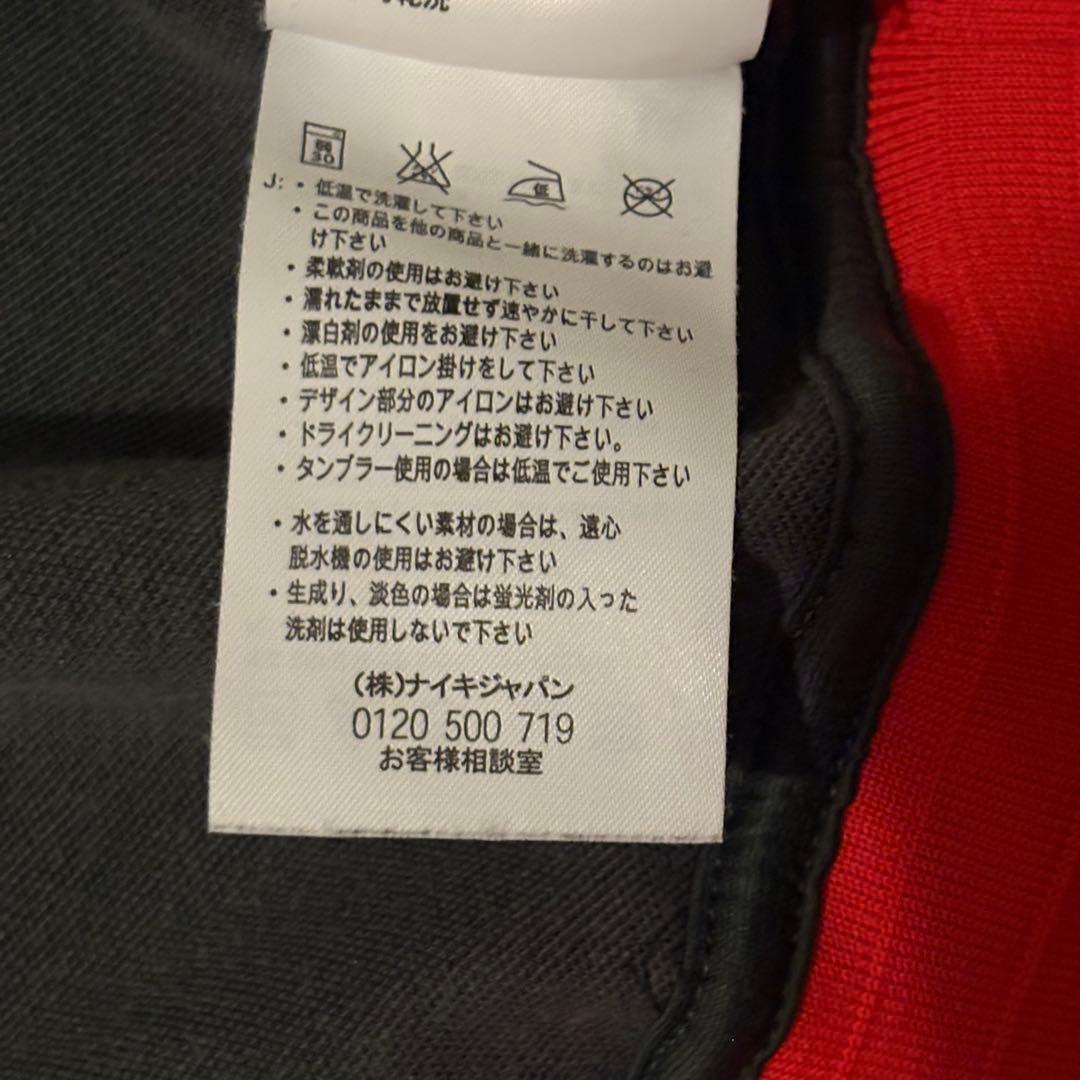 弱
30
低
J: ・低温で洗濯して下さい
・この商品を他の商品と一緒に洗濯するのはお避
け下さい
・柔軟剤の使用はお避け下さい
・濡れたままで放置せず速やかに干して下さい
・漂白剤の使用をお避け下さい
・低温でアイロン掛けをして下さい
・デザイン部分のアイロンはお避け下さい
・ドライクリーニングはお避け下さい。
・タンブラー使用の場合は低温でご使用下さい
・水を通しにくい素材の場合は、遠心
脱水機の使用はお避け下さい
・生成り、淡色の場合は蛍光剤の入った
洗剤は使用しないで下さい
(株)ナイキジャパン
0120 500 719
お客様相談室